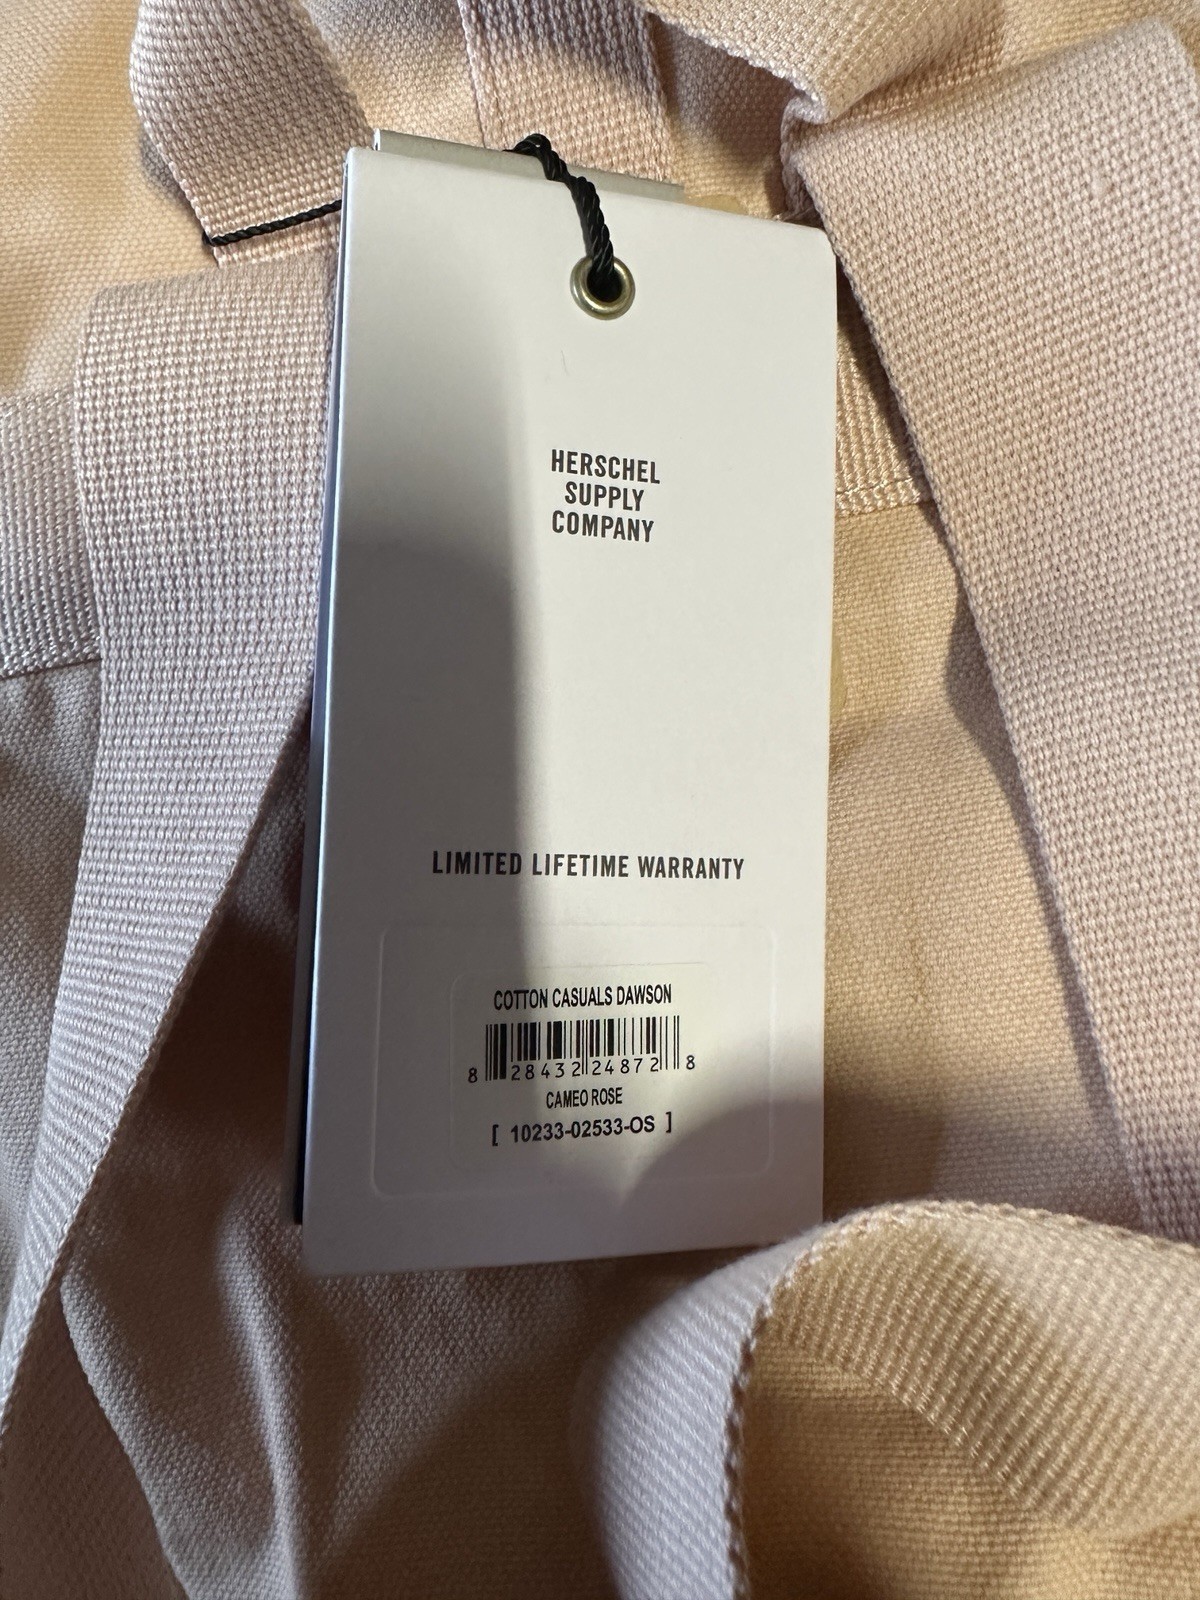 HERSCHEL
SUPPLY
COMPANY
LIMITED LIFETIME WARRANTY
COTTON CASUALS DAWSON
8 28432 24872 8
CAMEO ROSE
[ 10233-02533-OS ]